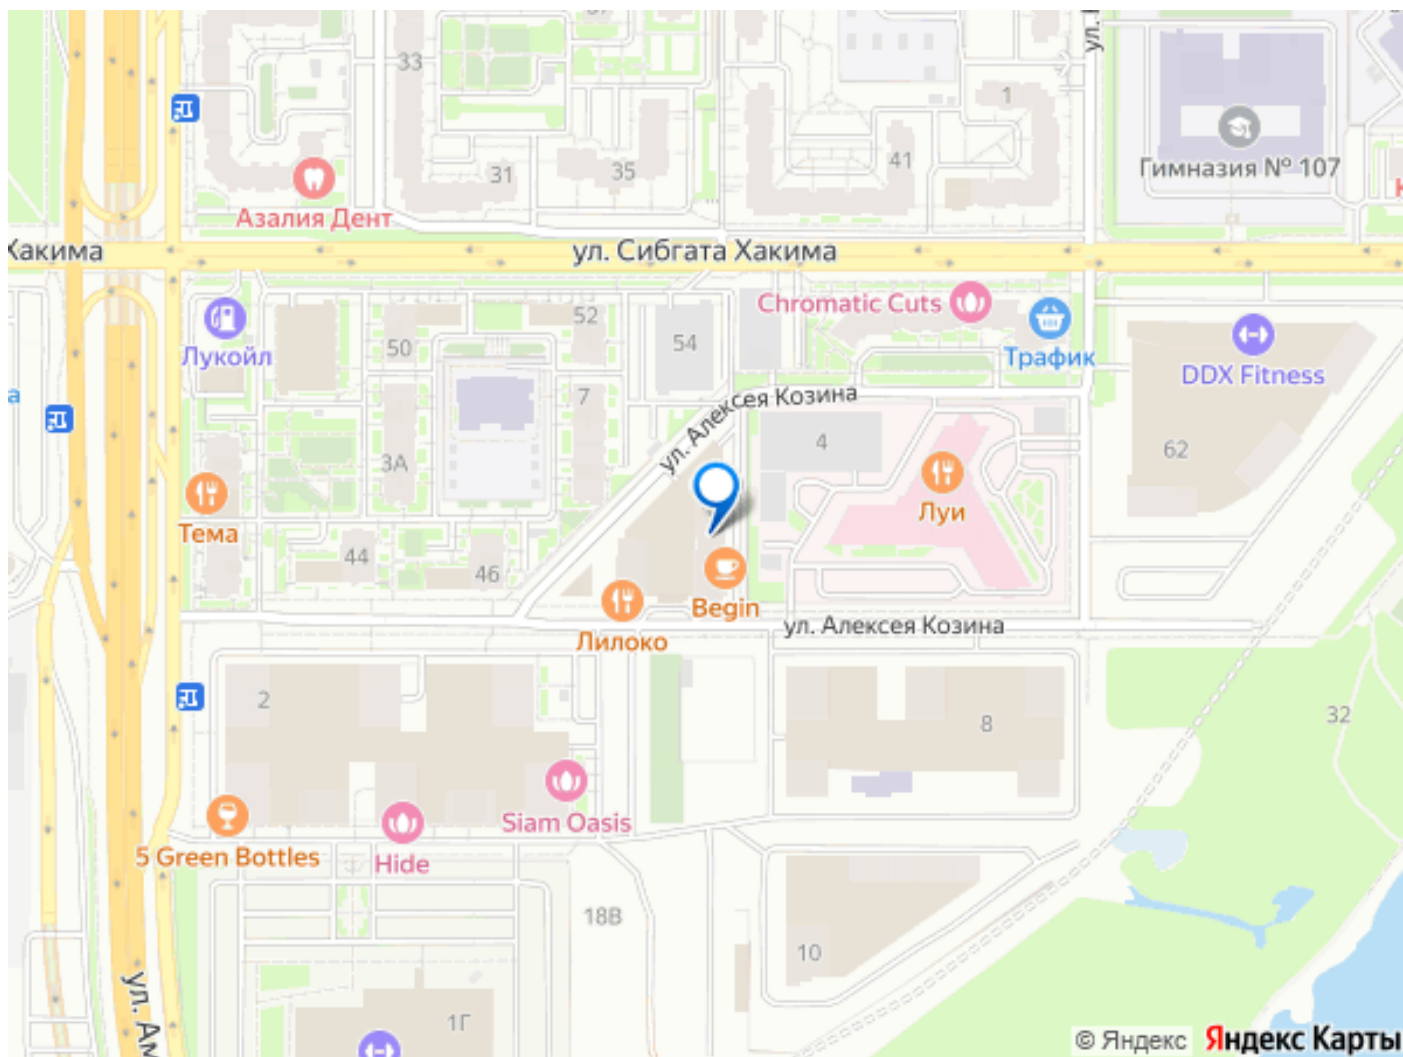 33
1
41
Гимназия № 107
31
35
Азалия Дент
Хакима
ул. Сибгата Хакима
Chromatic Cuts
52
Лукойл
50
54
Трафик
DDX Fitness
7
ул. Алексея Козина
4
62
3А
Тема
Луи
44
46
Begin
Лилоко
ул. Алексея Козина
2
8
32
Siam Oasis
5 Green Bottles
Hide
18В
10
ул. Ам
1Г
© Яндекс Яндекс Карты